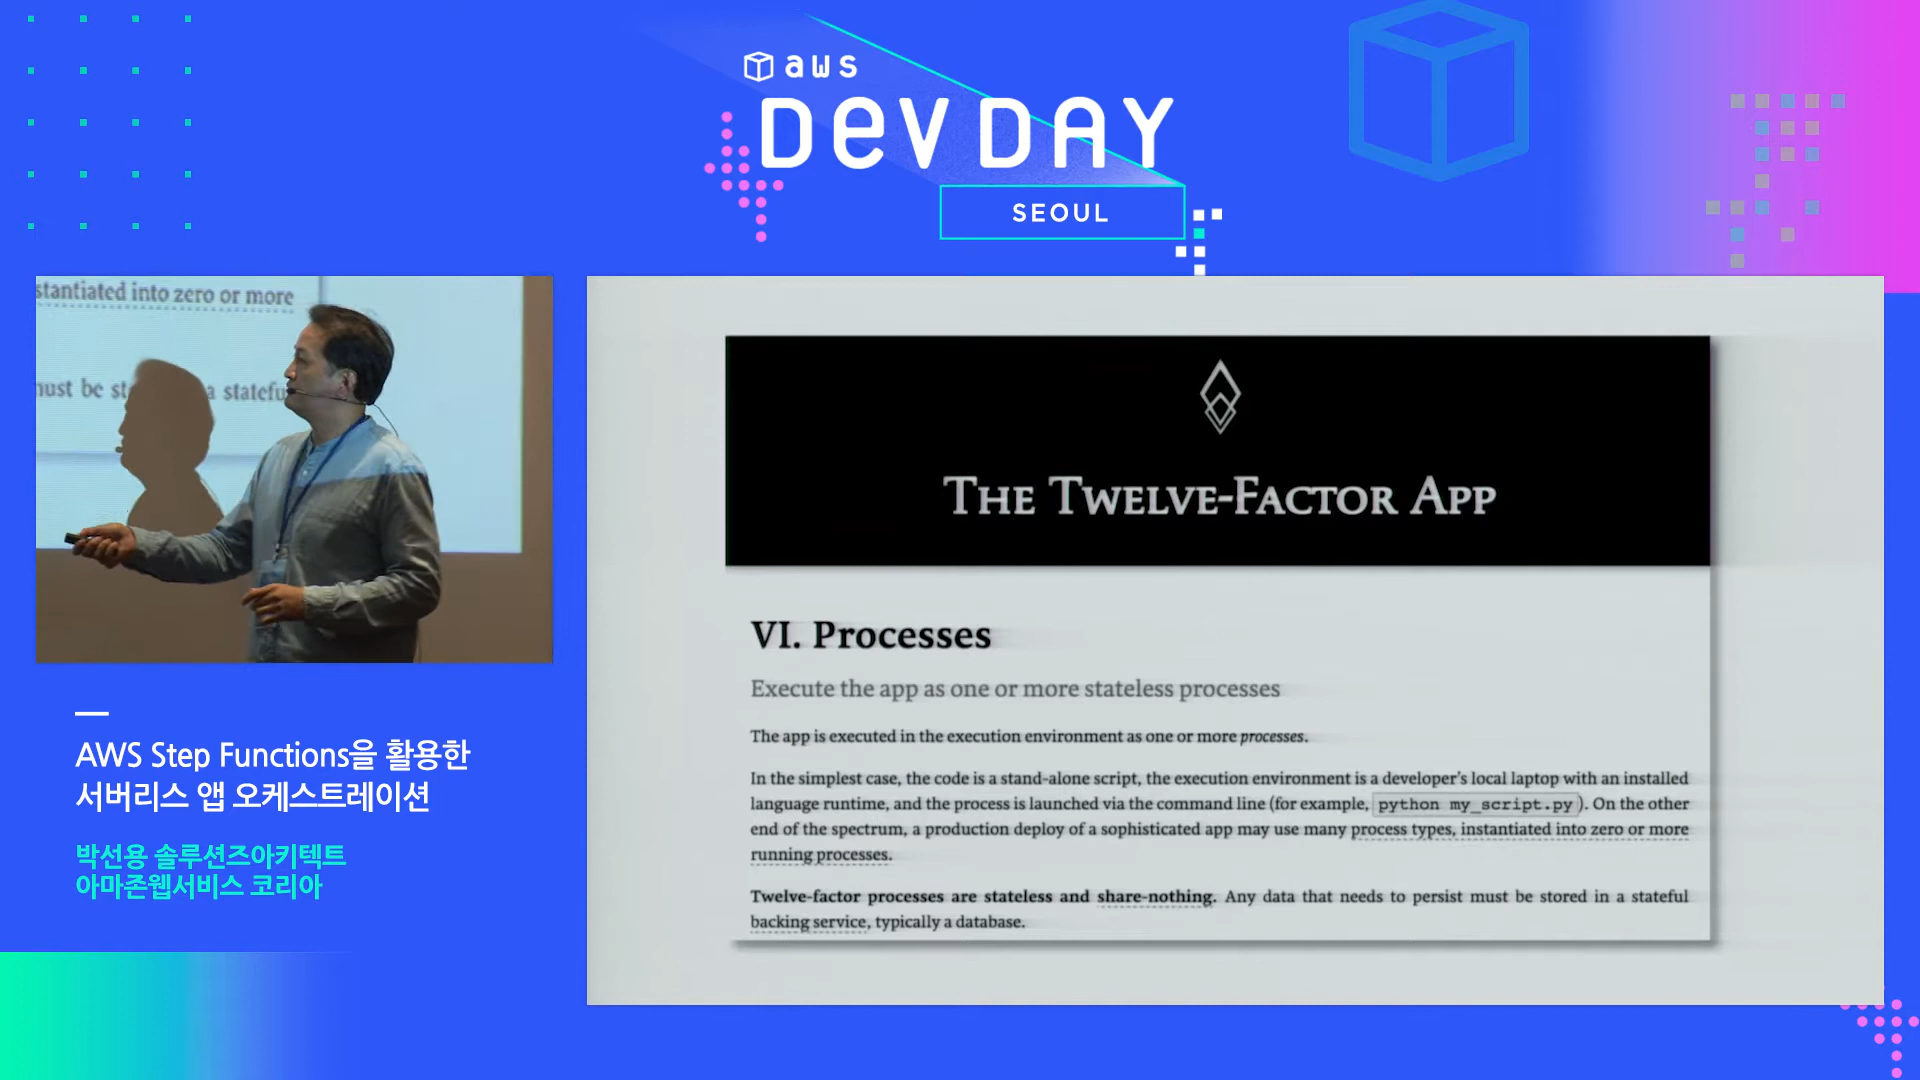 aws
DEV DAY
SEOUL
stantiated into zero or more
must be st a statefu
AWS Step Functions을 활용한
서버리스 앱 오케스트레이션
박선용 솔루션즈아키텍트
아마존웹서비스 코리아
THE TWELVE-FACTOR APP
VI. Processes
Execute the app as one or more stateless processes
The app is executed in the execution environment as one or more processes.
In the simplest case, the code is a stand-alone script, the execution environment is a developer's local laptop with an installed
language runtime, and the process is launched via the command line (for example, python my_script.py). On the other
end of the spectrum, a production deploy of a sophisticated app may use many process types, instantiated into zero or more
running processes.
Twelve-factor processes are stateless and share-nothing. Any data that needs to persist must be stored in a stateful
backing service, typically a database.